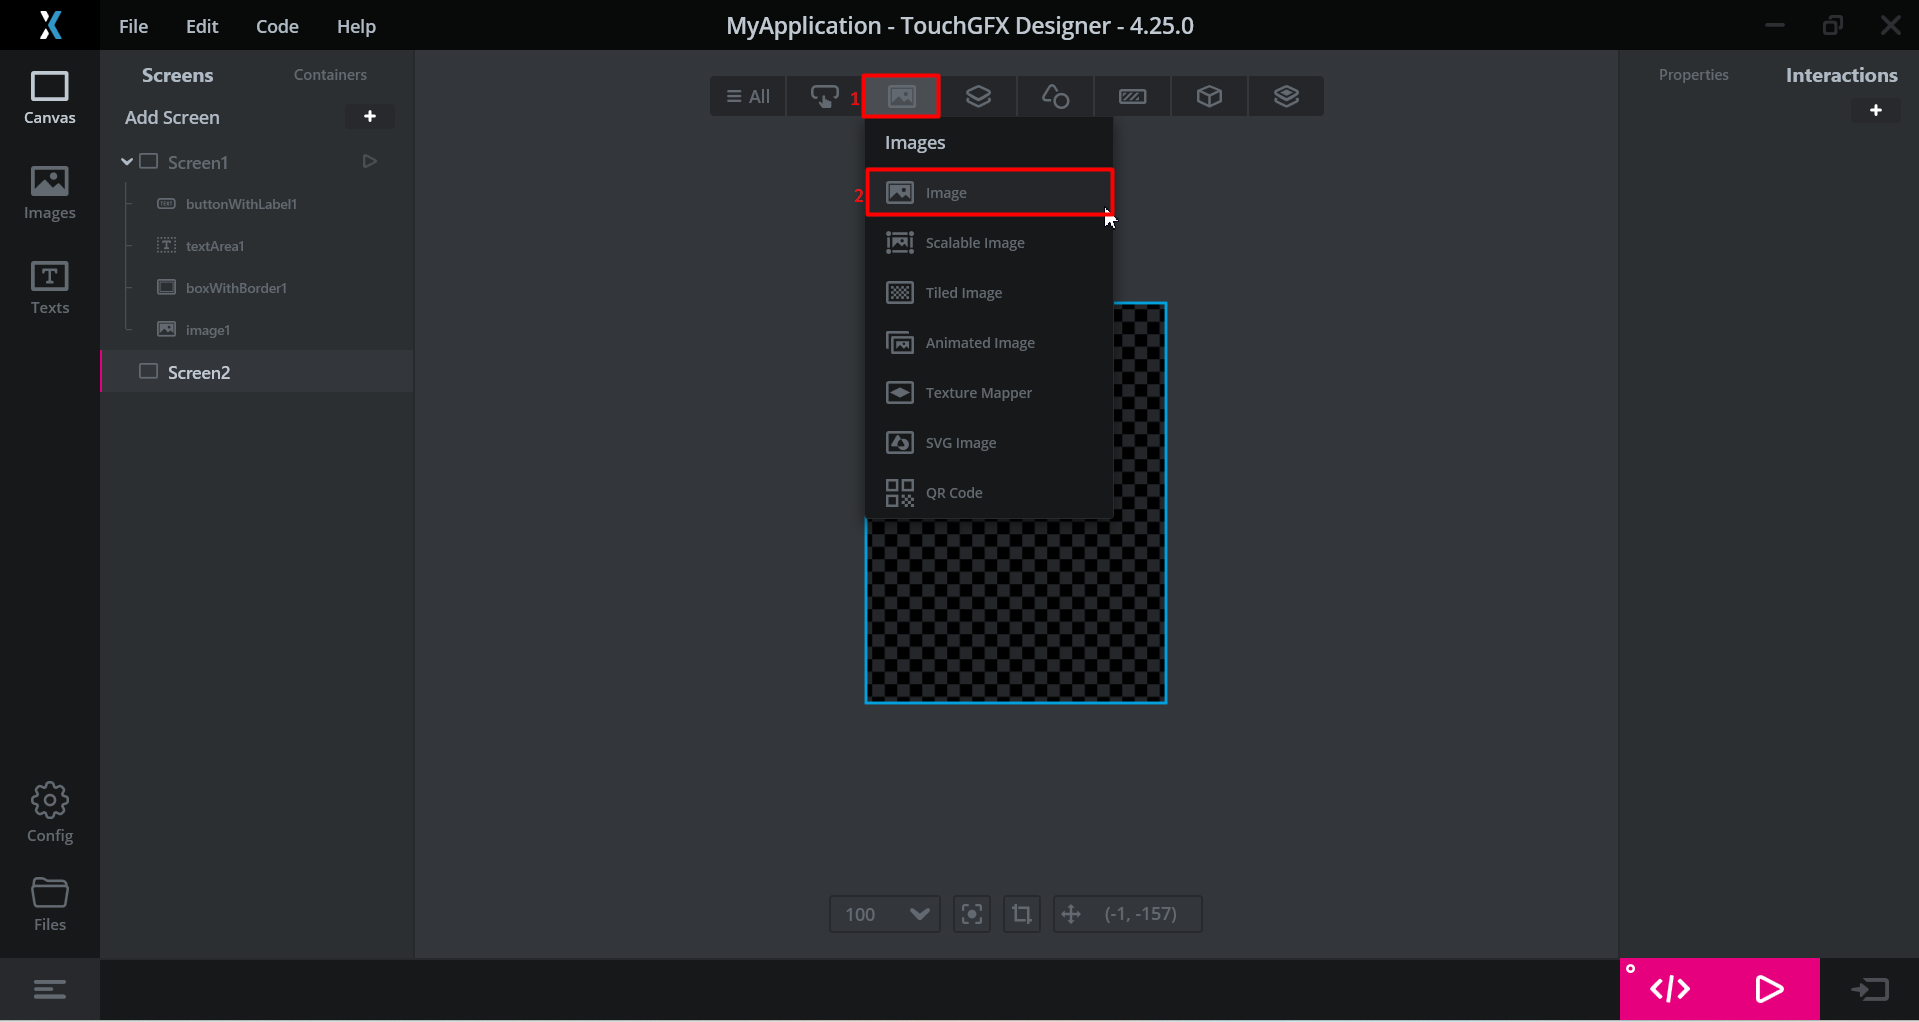 File Edit Code Help
MyApplication - TouchGFX Designer - 4.25.0
Canvas
Images
Texts
Config
Files
Screens Containers
Add Screen +
Screen1
buttonWithLabel1
textArea1
boxWithBorder1
image1
Screen2
All
1
Images
2 Image
Scalable Image
Tiled Image
Animated Image
Texture Mapper
SVG Image
QR Code
100 (-1, -157)
Properties Interactions
+